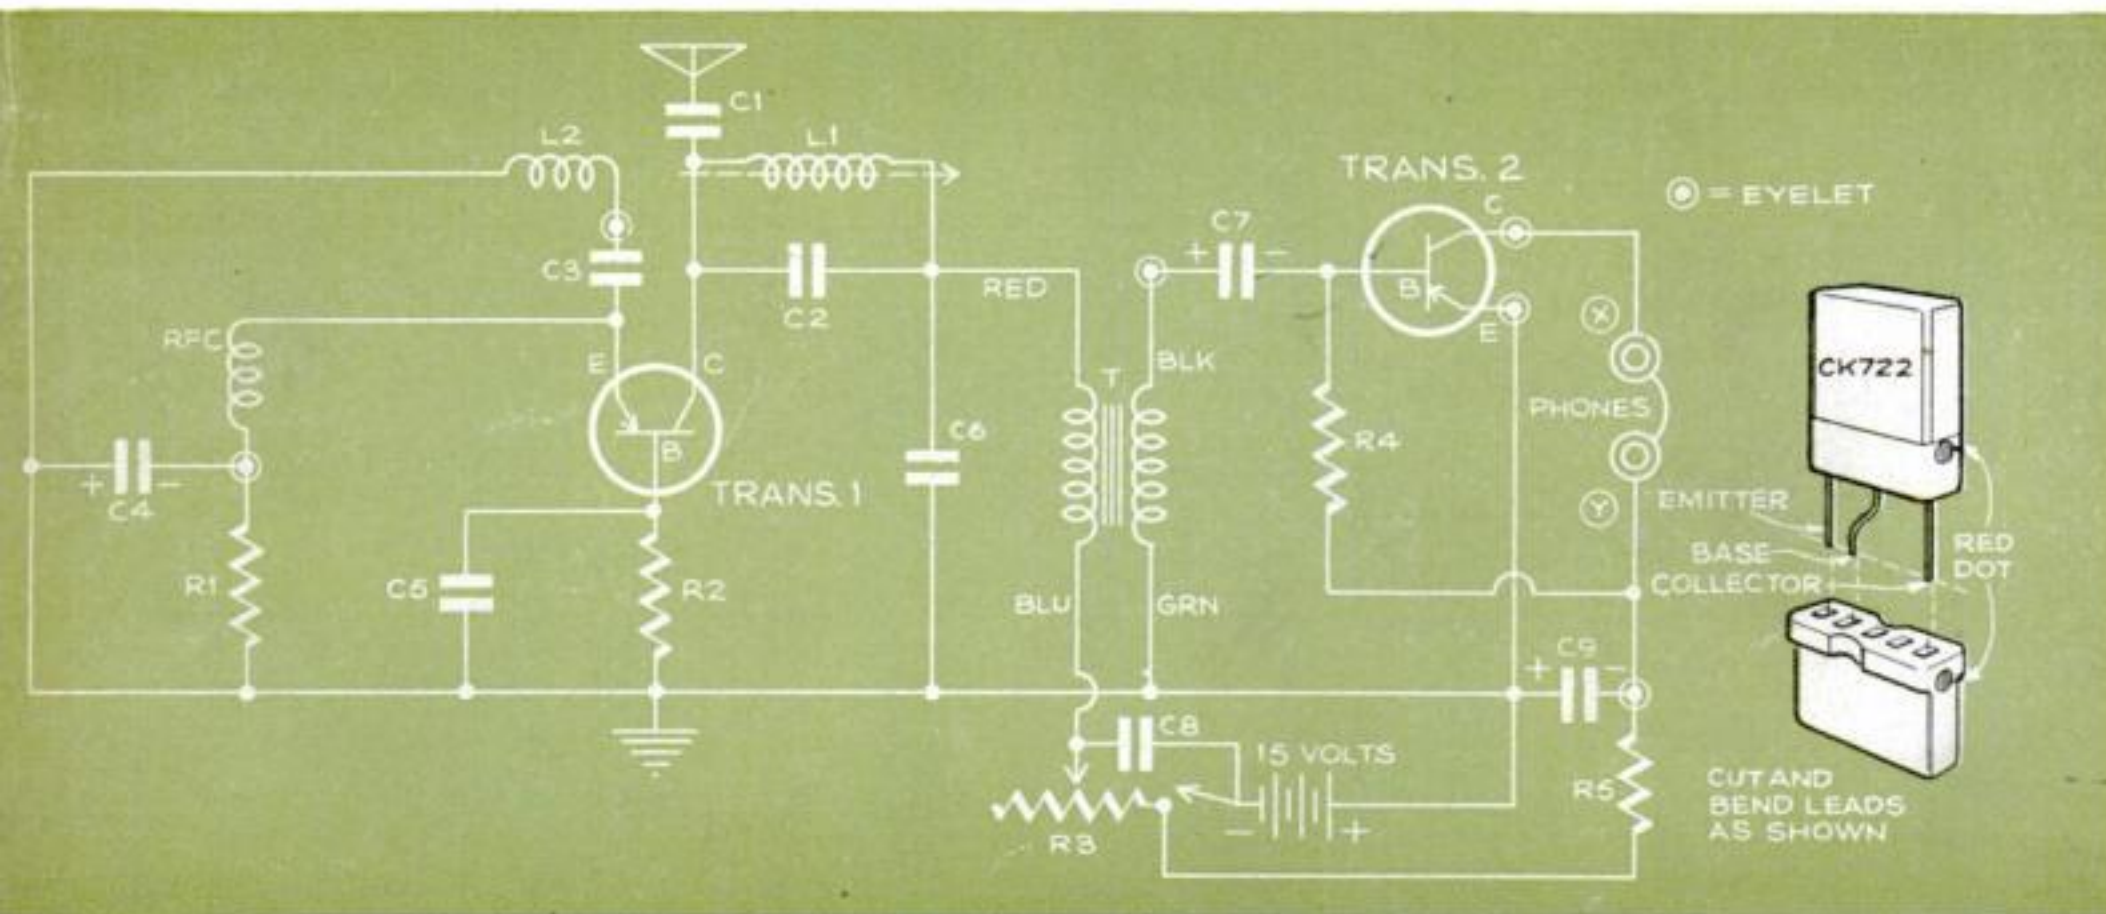 C1
L2
L1
TRANS. 2
C
= EYELET
C7
+ -
C3
RED
B
C2
X
E
RFC
E
C
BLK
T
CK722
PHONES
C6
R4
B
+ -
C4
TRANS. 1
EMITTER
Y
BASE
RED
DOT
COLLECTOR
R1
C5
R2
BLU
GRN
C9
+ -
C8
15 VOLTS
R5
- +
R3
CUT AND
BEND LEADS
AS SHOWN